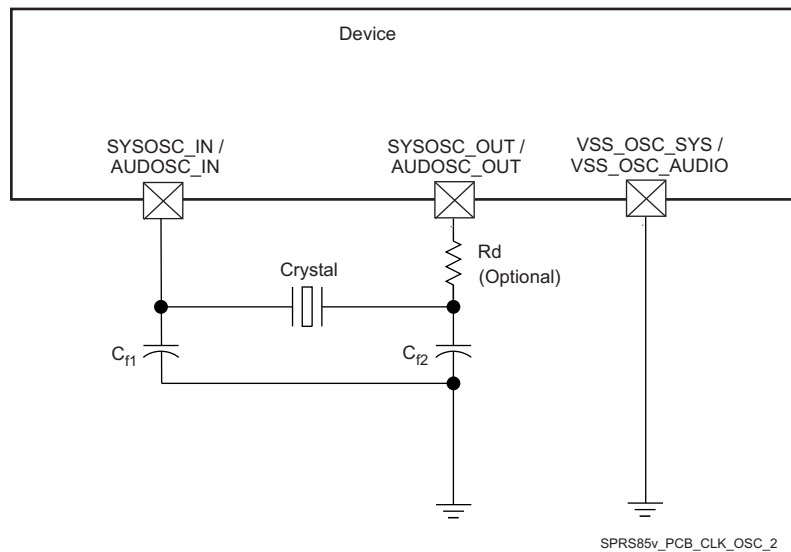 Device
SYSOSC_IN /
AUDOSC_IN
SYSOSC_OUT /
AUDOSC_OUT
VSS_OSC_SYS /
VSS_OSC_AUDIO
Rd
(Optional)
Crystal
Cf1
Cf2
SPRS85v_PCB_CLK_OSC_2